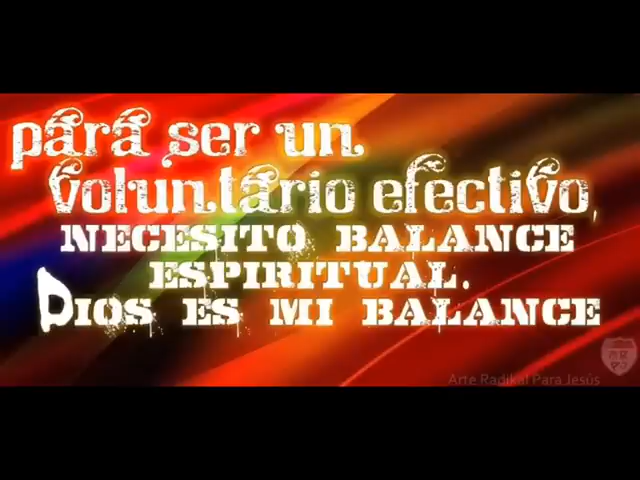 para ser un
voluntario efectivo,
NECESITO BALANCE
ESPIRITUAL.
DIOS ES MI BALANCE
Arte Radikal Para Jesús